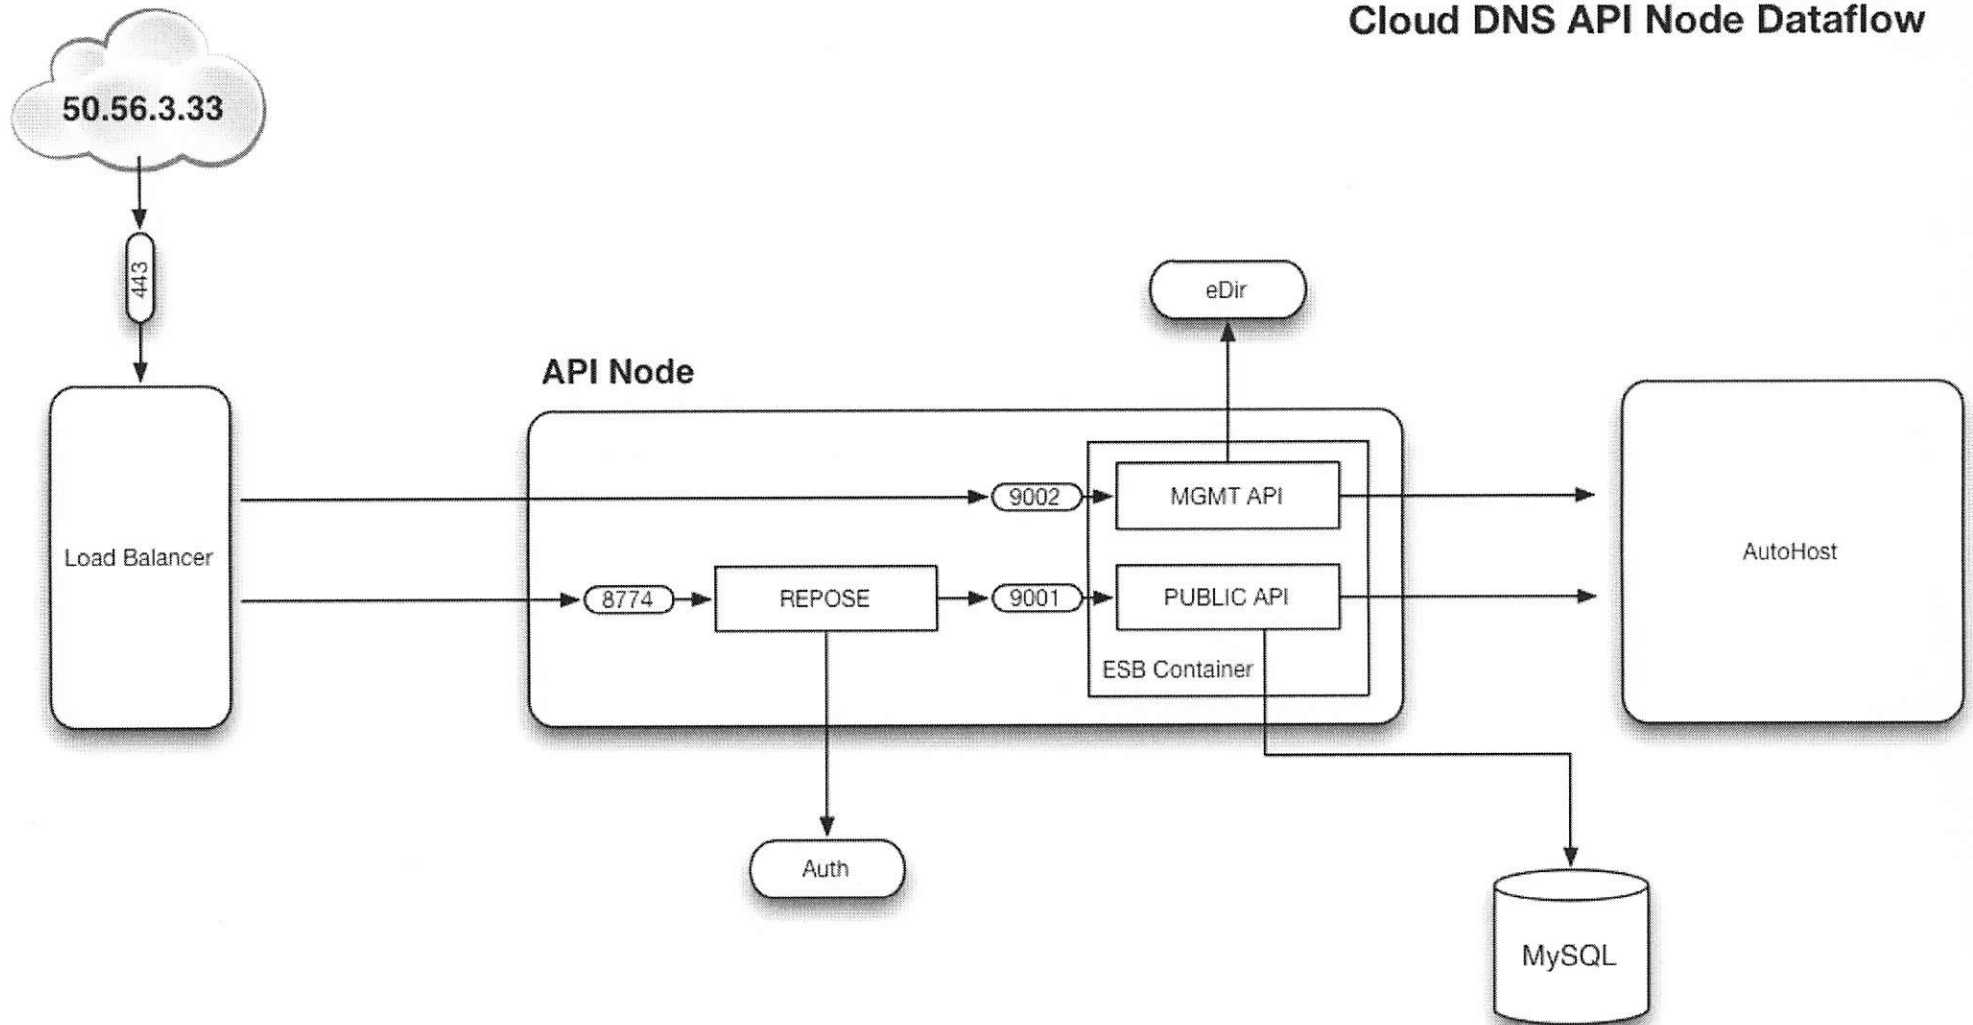 Cloud DNS API Node Dataflow
50.56.3.33
443
eDir
API Node
9002
MGMT API
Load Balancer
AutoHost
8774
REPOSE
9001
PUBLIC API
ESB Container
Auth
MySQL